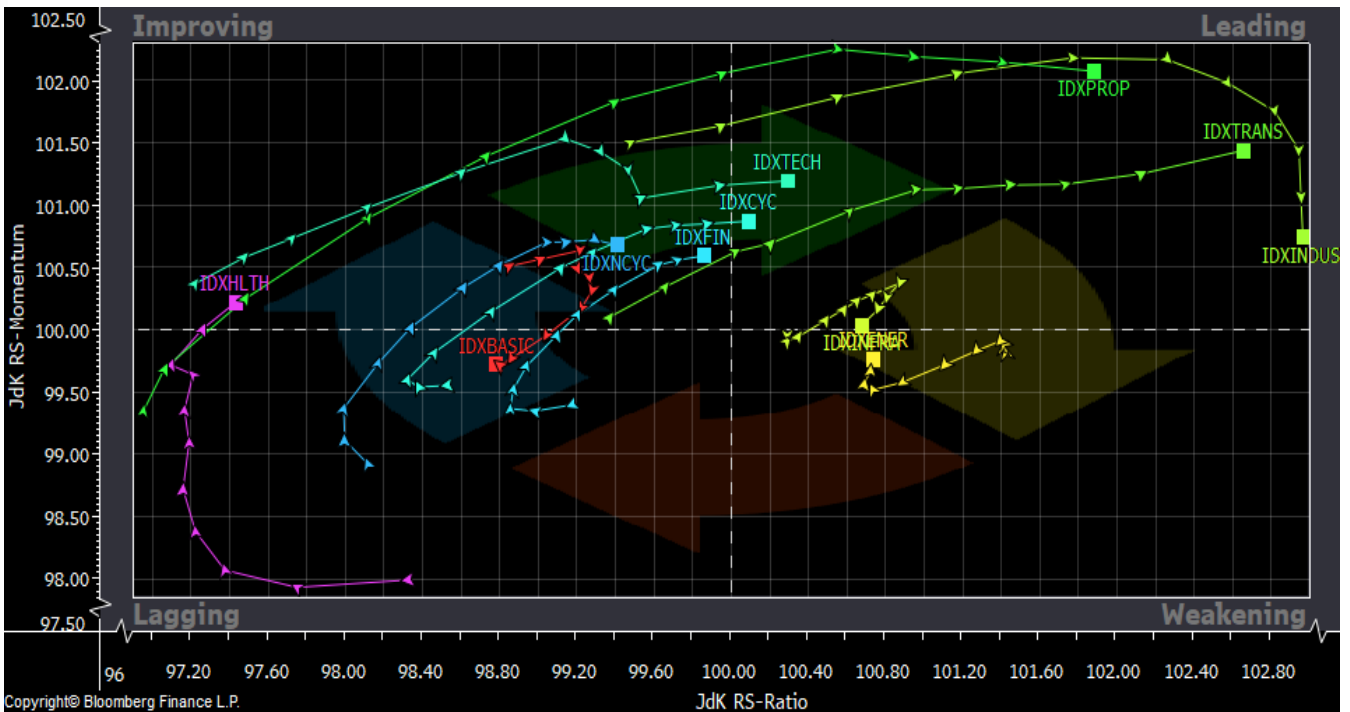 Improving
Leading
102.50
102.00
101.50
101.00
100.50
100.00
99.50
99.00
98.50
98.00
97.50
JdK RS-Momentum
IDXPROP
IDXTRANS
IDXTECH
IDXCYC
IDXFIN
IDXNCYC
IDXINDUS
IDXHLTH
IDXBASIC
IDXENER
Lagging
Weakening
96 97.20 97.60 98.00 98.40 98.80 99.20 99.60 100.00 100.40 100.80 101.20 101.60 102.00 102.40 102.80
Copyright© Bloomberg Finance L.P.
JdK RS-Ratio